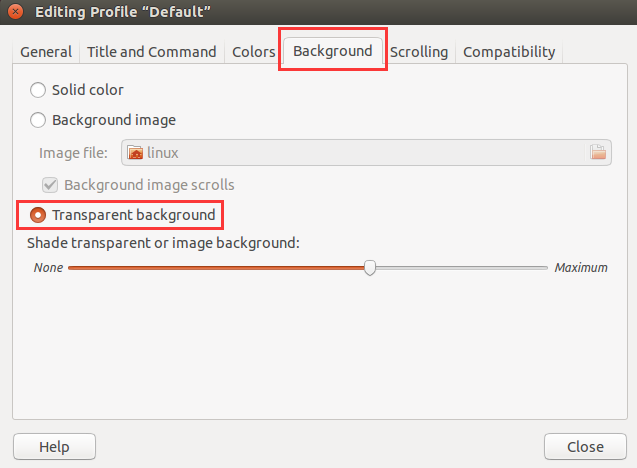 Editing Profile “Default”
General Title and Command Colors Background Scrolling Compatibility
Solid color
Background image
Image file: linux
Background image scrolls
Transparent background
Shade transparent or image background:
None Maximum
Help Close